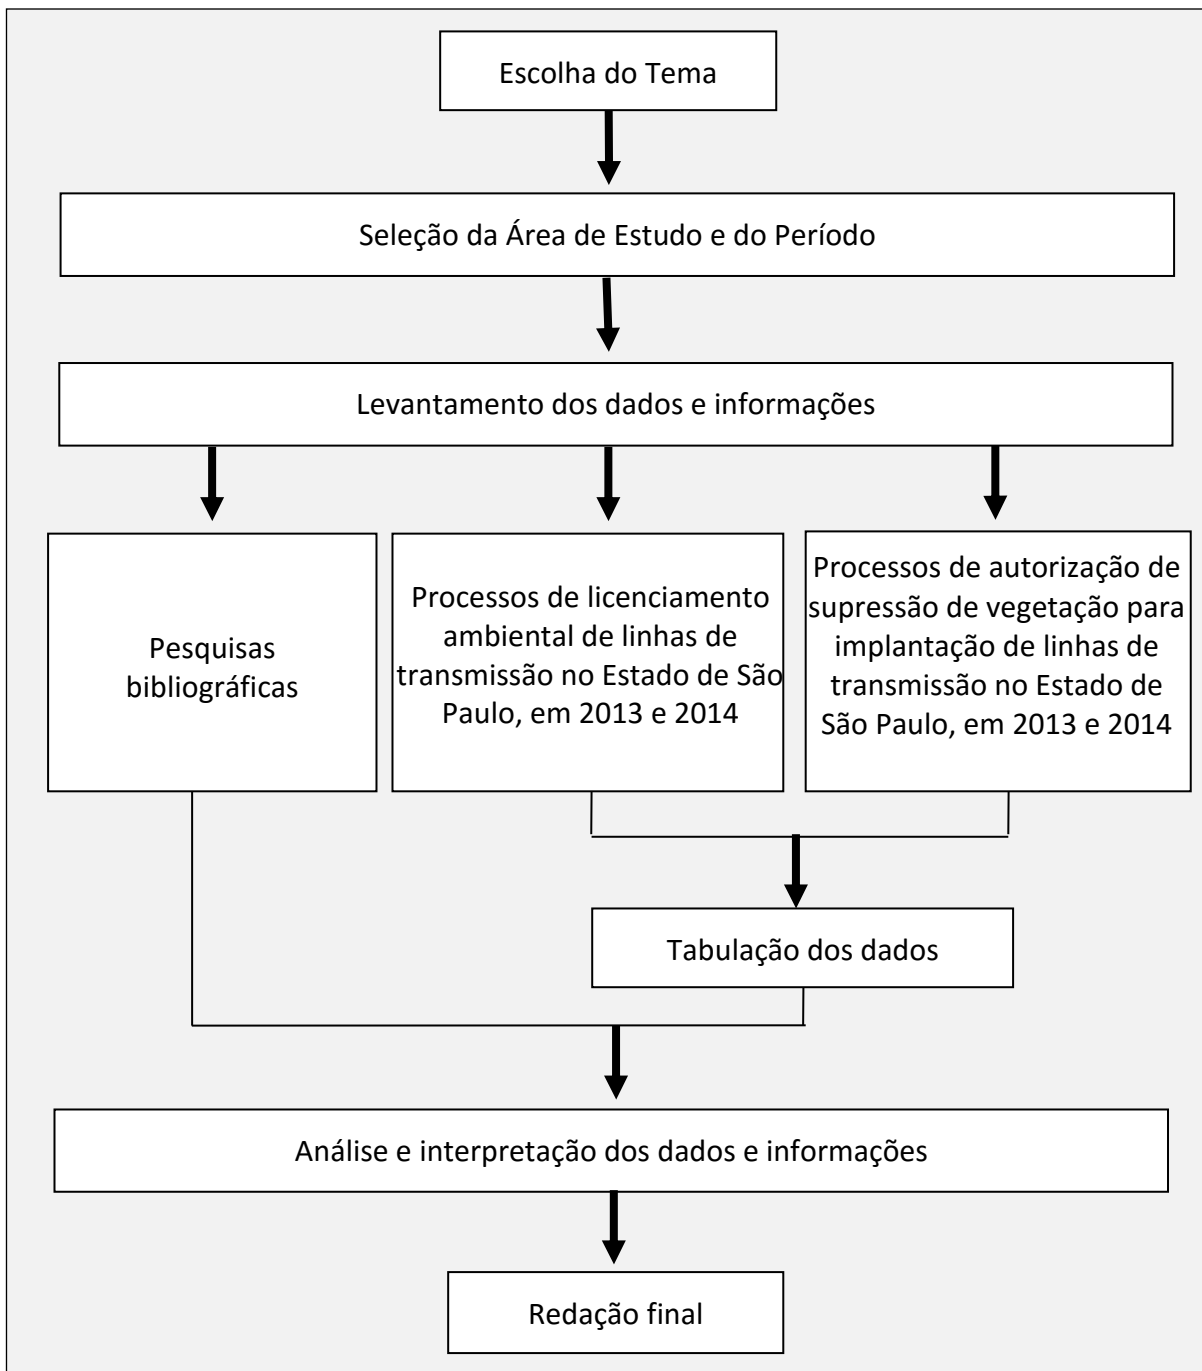 Escolha do Tema
Seleção da Área de Estudo e do Período
Levantamento dos dados e informações
Pesquisas
bibliográficas
Processos de licenciamento
ambiental de linhas de
transmissão no Estado de São
Paulo, em 2013 e 2014
Processos de autorização de
supressão de vegetação para
implantação de linhas de
transmissão no Estado de
São Paulo, em 2013 e 2014
Tabulação dos dados
Análise e interpretação dos dados e informações
Redação final